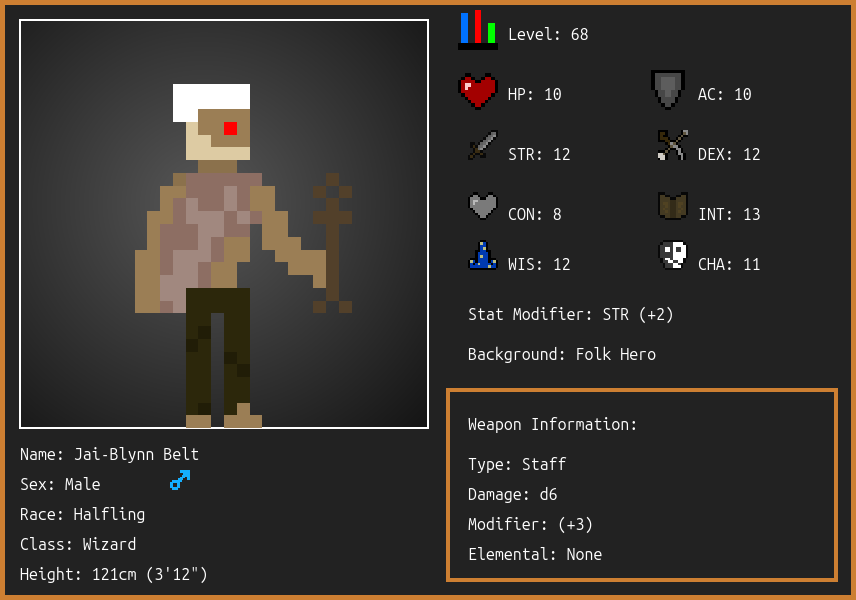 Level: 68
HP: 10
AC: 10
STR: 12
DEX: 12
CON: 8
INT: 13
WIS: 12
CHA: 11
Stat Modifier: STR (+2)
Background: Folk Hero
Weapon Information:
Type: Staff
Damage: d6
Modifier: (+3)
Elemental: None
Name: Jai-Blynn Belt
Sex: Male
Race: Halfling
Class: Wizard
Height: 121cm (3'12")